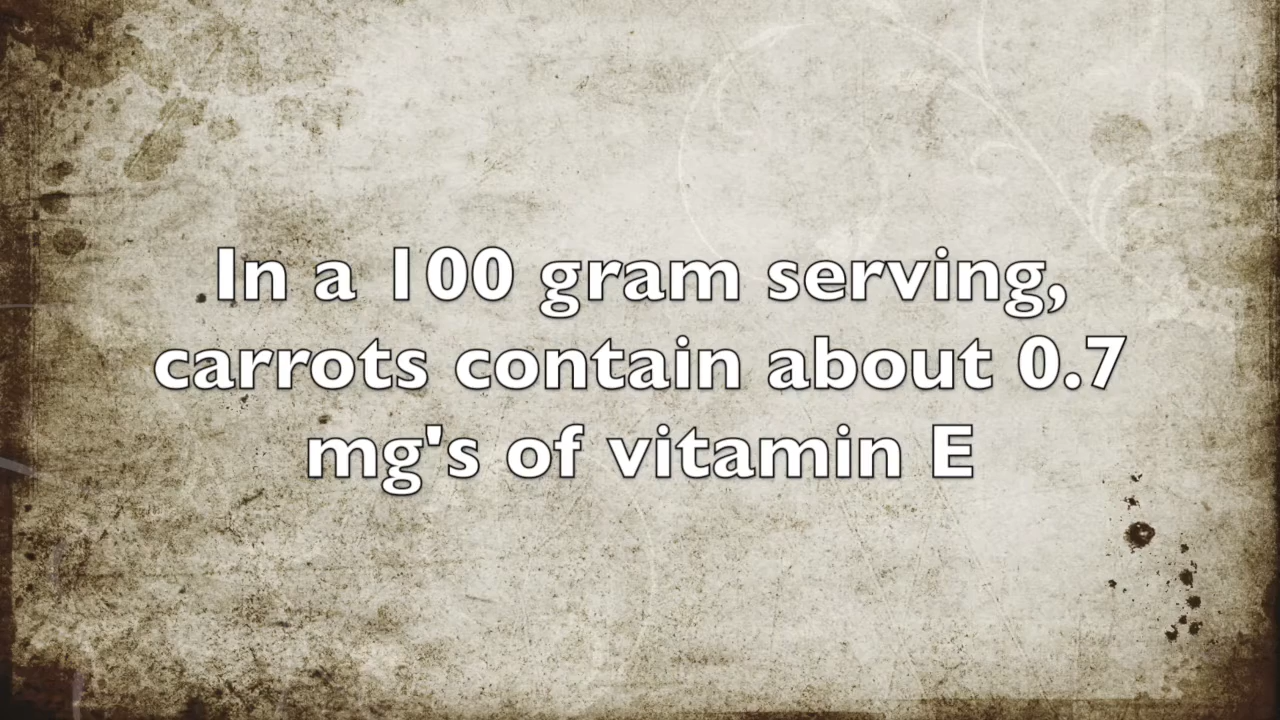 In a 100 gram serving,
carrots contain about 0.7
mg's of vitamin E